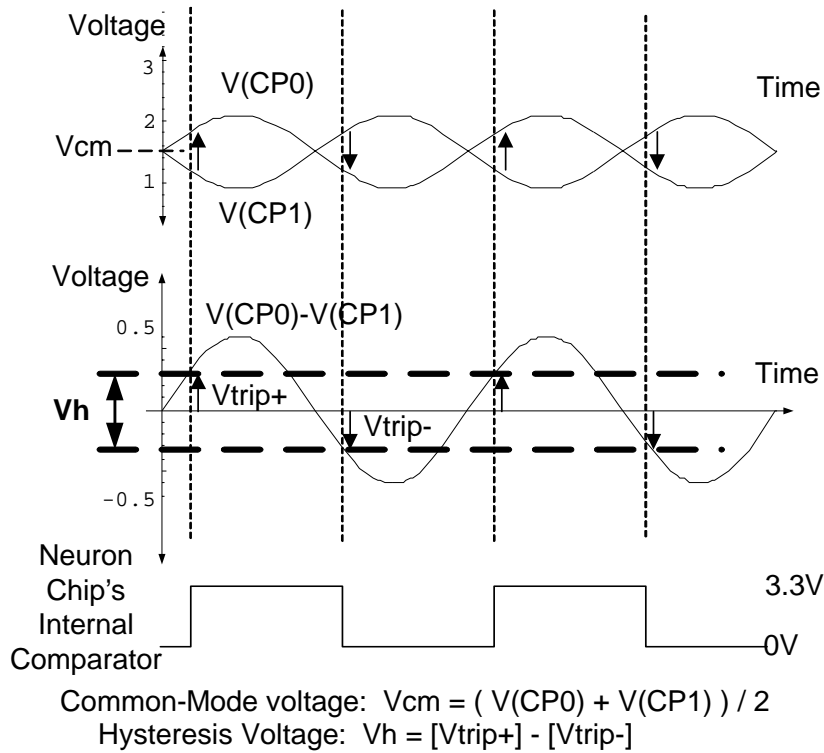 Voltage
3
V(CP0)
Time
2
Vcm
1
V(CP1)
Voltage
V(CP0)-V(CP1)
0.5
Time
Vtrip+
Vh
Vtrip-
-0.5
Neuron
Chip's
Internal
Comparator
3.3V
0V
Common-Mode voltage: Vcm = ( V(CP0) + V(CP1) ) / 2
Hysteresis Voltage: Vh = [Vtrip+] - [Vtrip-]